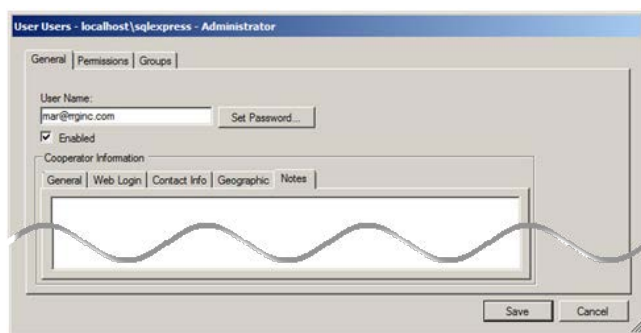 User Users - localhost\sqlexpress - Administrator
General Permissions Groups
User Name:
mar@rrginc.com Set Password...
Enabled
Cooperator Information
General Web Login Contact Info Geographic Notes
Save Cancel